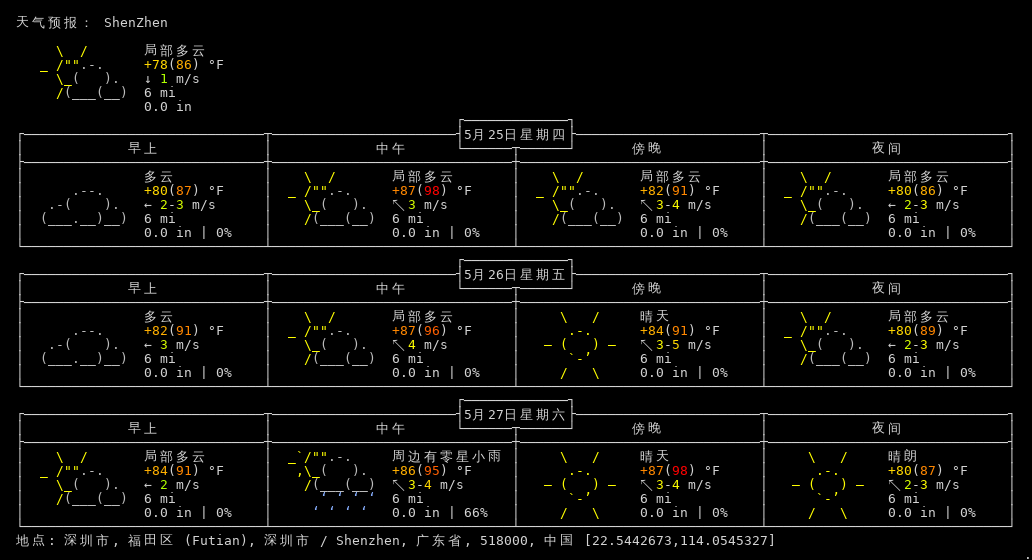 天气预报： ShenZhen
局部多云
+78(86) °F
↓ 1 m/s
6 mi
0.0 in
5月25日星期四
早上 中午 傍晚 夜间
多云 局部多云 局部多云 局部多云
+80(87) °F +87(98) °F +82(91) °F +80(86) °F
← 2-3 m/s ↖ 3 m/s ↖ 3-4 m/s ← 2-3 m/s
6 mi 6 mi 6 mi 6 mi
0.0 in | 0% 0.0 in | 0% 0.0 in | 0% 0.0 in | 0%
5月26日星期五
早上 中午 傍晚 夜间
多云 局部多云 晴天 局部多云
+82(91) °F +87(96) °F +84(91) °F +80(89) °F
← 3 m/s ↖ 4 m/s ↖ 3-5 m/s ← 2-3 m/s
6 mi 6 mi 6 mi 6 mi
0.0 in | 0% 0.0 in | 0% 0.0 in | 0% 0.0 in | 0%
5月27日星期六
早上 中午 傍晚 夜间
局部多云 周边有零星小雨 晴天 晴朗
+84(91) °F +86(95) °F +87(98) °F +80(87) °F
← 2 m/s ↖ 3-4 m/s ↖ 3-4 m/s ↖ 2-3 m/s
6 mi 6 mi 6 mi 6 mi
0.0 in | 0% 0.0 in | 66% 0.0 in | 0% 0.0 in | 0%
地点: 深圳市, 福田区 (Futian), 深圳市 / Shenzhen, 广东省, 518000, 中国 [22.5442673,114.0545327]